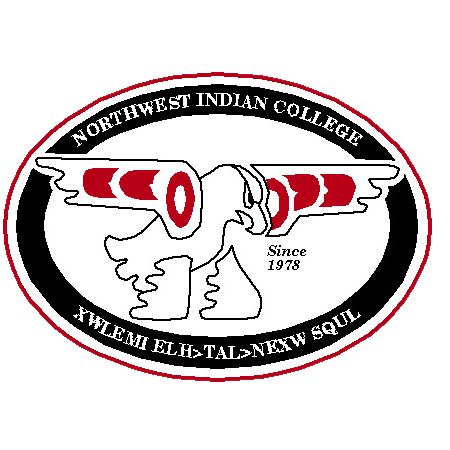 NORTHWEST INDIAN COLLEGE
Since
1978
XWLEMI ELH>TAL>NEXW SQUL